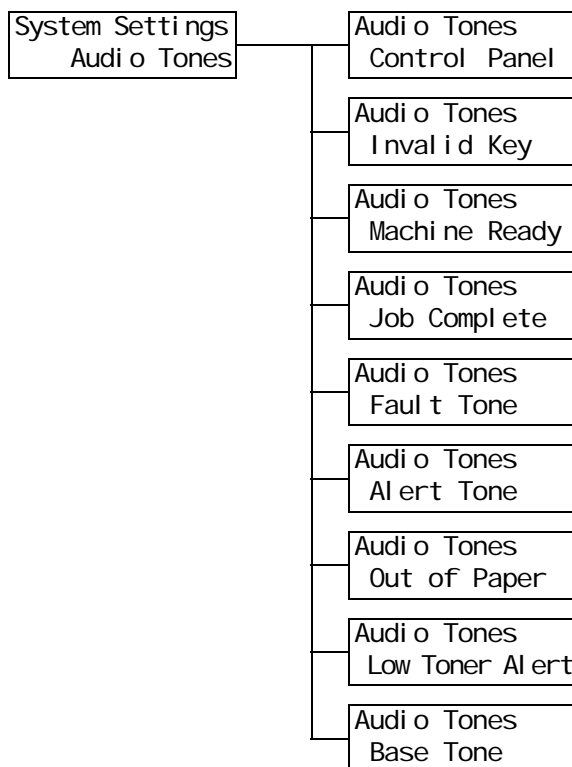 System Settings
Audio Tones
Audio Tones
Control Panel
Audio Tones
Invalid Key
Audio Tones
Machine Ready
Audio Tones
Job Complete
Audio Tones
Fault Tone
Audio Tones
Alert Tone
Audio Tones
Out of Paper
Audio Tones
Low Toner Alert
Audio Tones
Base Tone